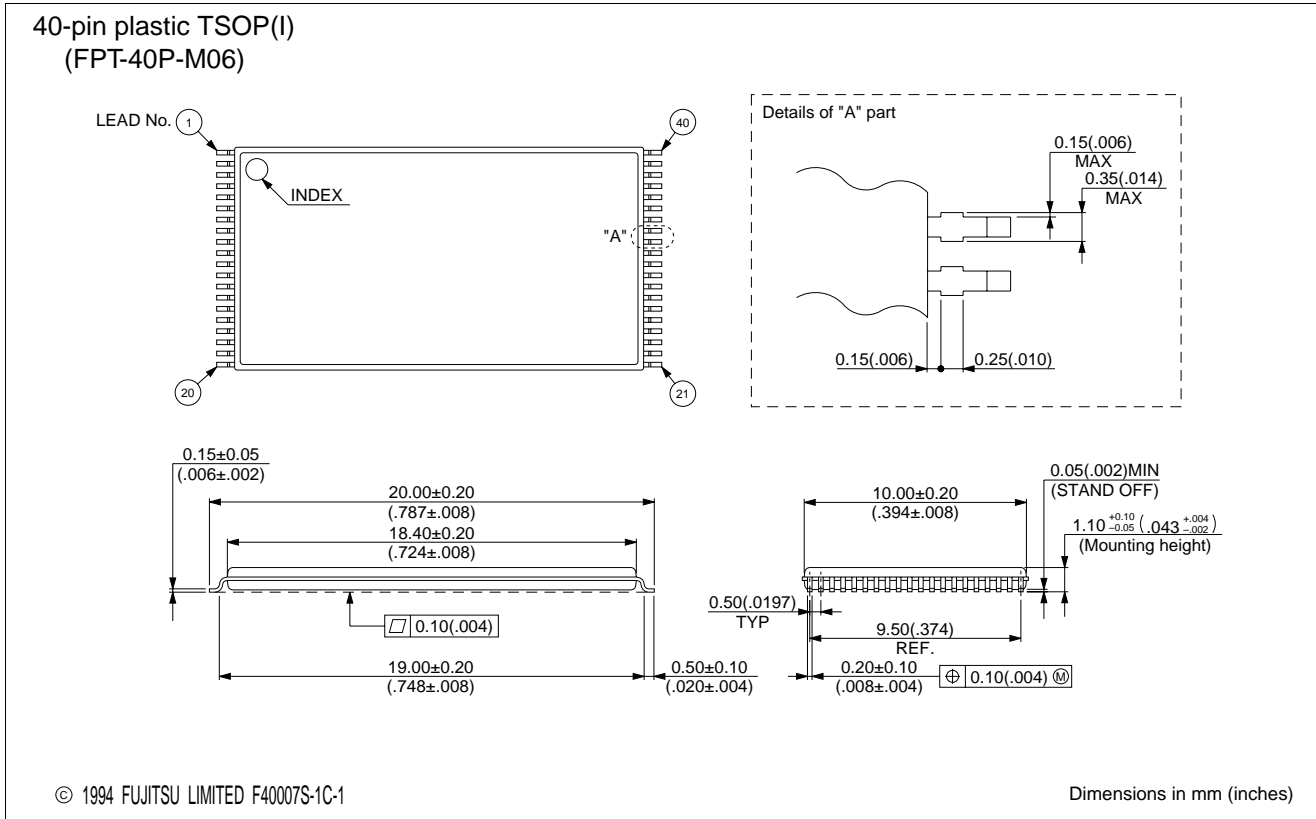 40-pin plastic TSOP(I)
(FPT-40P-M06)
LEAD No. 1
40
INDEX
"A"
20
21
Details of "A" part
0.15(.006)
MAX
0.35(.014)
MAX
0.15(.006)
0.25(.010)
0.15±0.05
(.006±.002)
20.00±0.20
(.787±.008)
18.40±0.20
(.724±.008)
0.10(.004)
19.00±0.20
(.748±.008)
0.50±0.10
(.020±.004)
10.00±0.20
(.394±.008)
0.05(.002)MIN
(STAND OFF)
1.10 +0.10 –0.05 (.043 +.004 –.002)
(Mounting height)
0.50(.0197)
TYP
9.50(.374)
REF.
0.20±0.10
(.008±.004)
0.10(.004) Ⓜ
© 1994 FUJITSU LIMITED F40007S-1C-1
Dimensions in mm (inches)